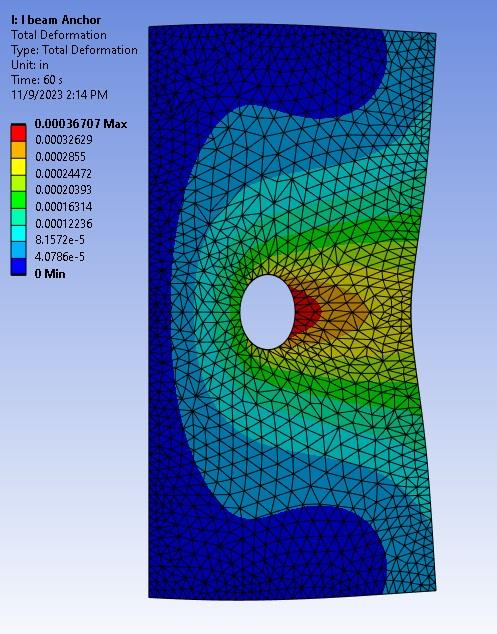 I: I beam Anchor
Total Deformation
Type: Total Deformation
Unit: in
Time: 60 s
11/9/2023 2:14 PM
0.00036707 Max
0.00032629
0.0002855
0.00024472
0.00020393
0.00016314
0.00012236
8.1572e-5
4.0786e-5
0 Min